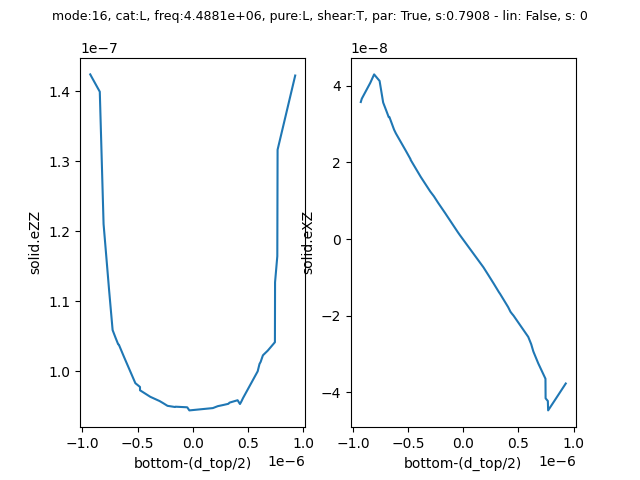 mode:16, cat:L, freq:4.4881e+06, pure:L, shear:T, par: True, s:0.7908 - lin: False, s: 0
1e−7
1.4
1.3
1.2
1.1
1.0
solid.eZZ
−1.0
−0.5
0.0
0.5
1.0
bottom-(d_top/2)
1e−6
1e−8
4
2
0
−2
−4
solid.eXZ
−1.0
−0.5
0.0
0.5
1.0
bottom-(d_top/2)
1e−6